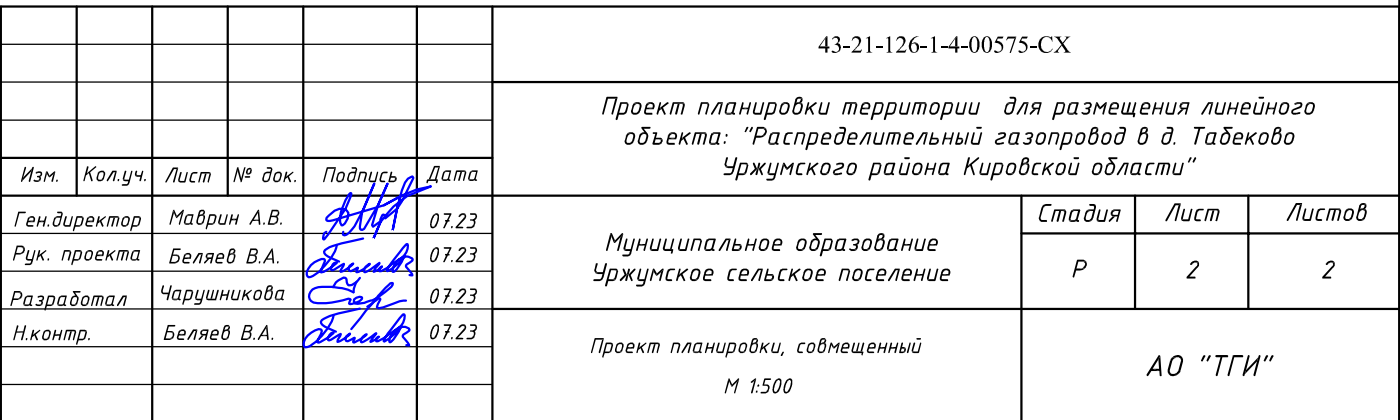 43-21-126-1-4-00575-СХ
Проект планировки территории для размещения линейного
объекта: "Распределительный газопровод в д. Табеково
Уржумского района Кировской области"
Изм. Кол.уч. Лист № док. Подпись Дата
Ген.директор Маврин А.В. 07.23
Рук. проекта Беляев В.А. 07.23
Разработал Чарушникова 07.23
Н.контр. Беляев В.А. 07.23
Муниципальное образование
Уржумское сельское поселение
Стадия Лист Листов
Р 2 2
Проект планировки, совмещенный
М 1:500
АО "ТГИ"